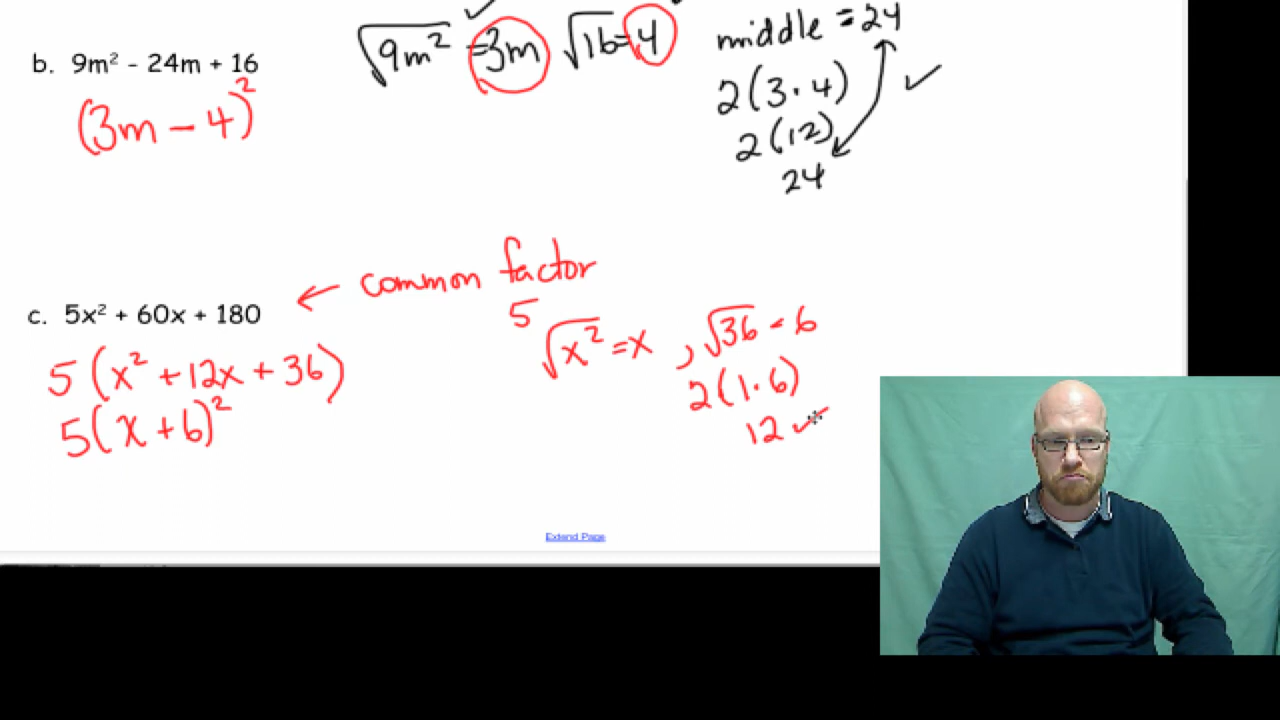 √9m² = 3m √16 = 4
middle = 24
b. 9m² - 24m + 16
(3m - 4)²
2(3·4)
2(12)
24
common factor
5
c. 5x² + 60x + 180
5(x² + 12x + 36)
5(x + 6)²
√x² = x , √36 = 6
2(1·6)
12 ✓
Extend Page